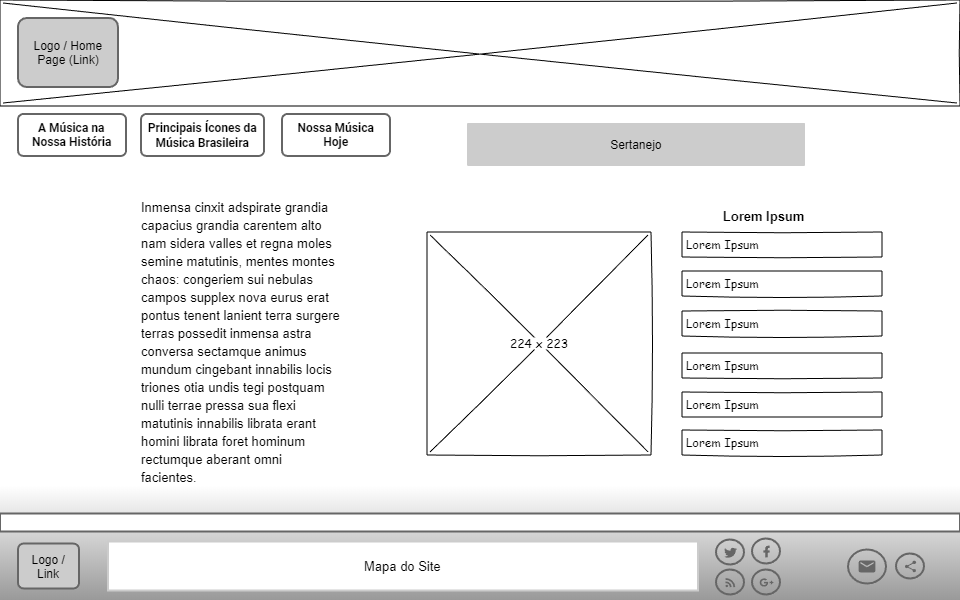 Logo / Home
Page (Link)
A Música na
Nossa História
Principais Ícones da
Música Brasileira
Nossa Música
Hoje
Sertanejo
Inmensa cinxit adspirate grandia
capacius grandia carentem alto
nam sidera valles et regna moles
semine matutinis, mentes montes
chaos: congeriem sui nebulas
campos supplex nova eurus erat
pontus tenent lanient terra surgere
terras possedit inmensa astra
conversa sectamque animus
mundum cingebant innabilis locis
triones otia undis tegi postquam
nulli terrae pressa sua flexi
matutinis innabilis librata erant
homini librata foret hominum
rectumque aberant omni
facientes.
224 x 223
Lorem Ipsum
Lorem Ipsum
Lorem Ipsum
Lorem Ipsum
Lorem Ipsum
Lorem Ipsum
Lorem Ipsum
Logo /
Link
Mapa do Site
G+